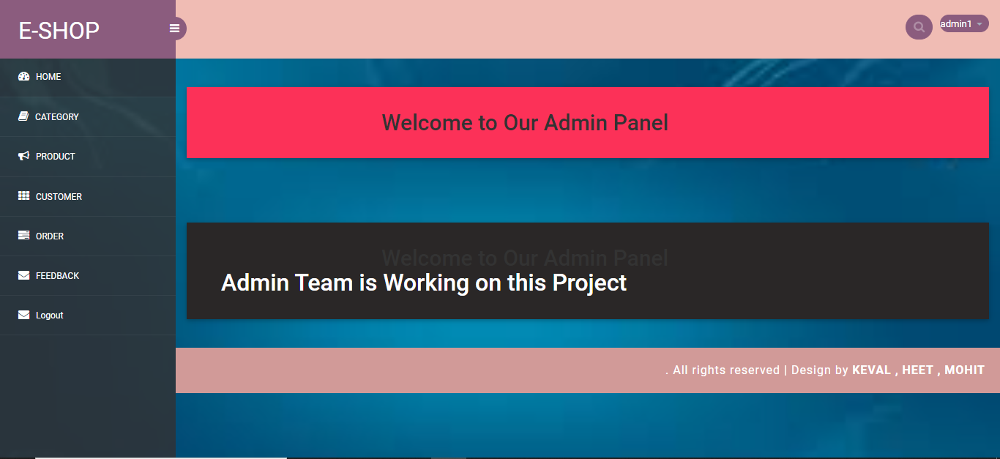 E-SHOP
admin1
HOME
CATEGORY
PRODUCT
CUSTOMER
ORDER
FEEDBACK
Logout
Welcome to Our Admin Panel
Welcome to Our Admin Panel
Admin Team is Working on this Project
. All rights reserved | Design by KEVAL , HEET , MOHIT